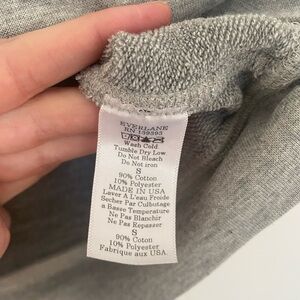 EVERLANE
RN 139393
Wash Cold
Tumble Dry Low
Do Not Bleach
Do Not iron
S
90% Cotton
10% Polyester
MADE IN USA
Laver A L'eau Froide
Secher Par Culbutage
a Basse Temperature
Ne Pas Blanchir
Ne Pas Repasser
S
90% Coton
10% Polyester
Fabrique aux USA